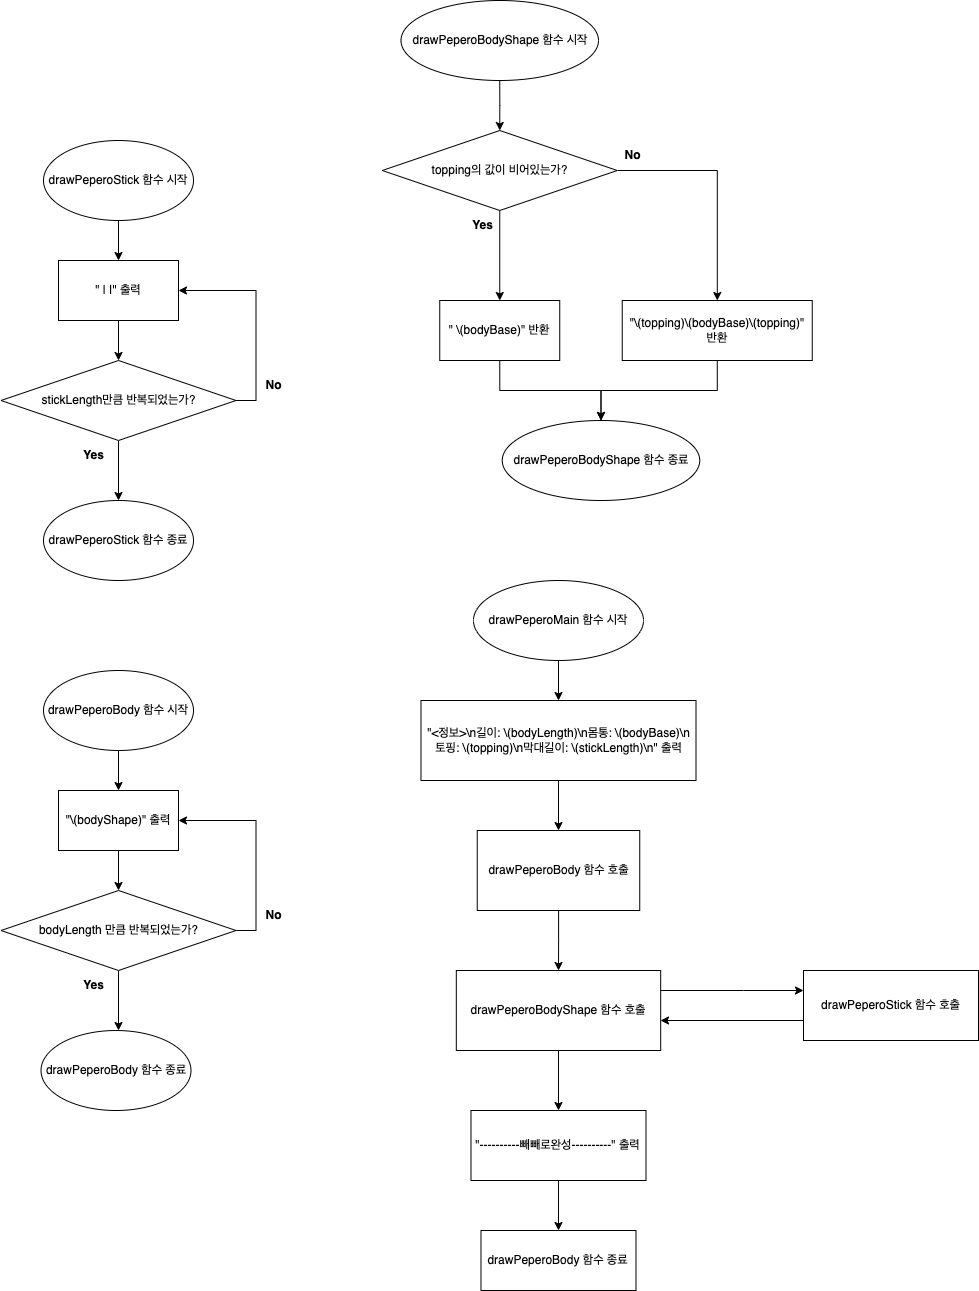 drawPeperoBodyShape 함수 시작
topping의 값이 비어있는가?
No
Yes
" \(bodyBase)" 반환
"\(topping)\(bodyBase)\(topping)"
반환
drawPeperoBodyShape 함수 종료
drawPeperoStick 함수 시작
" | |" 출력
stickLength만큼 반복되었는가?
No
Yes
drawPeperoStick 함수 종료
drawPeperoBody 함수 시작
"\(bodyShape)" 출력
bodyLength 만큼 반복되었는가?
No
Yes
drawPeperoBody 함수 종료
drawPeperoMain 함수 시작
"<정보>\n길이: \(bodyLength)\n몸통: \(bodyBase)\n
토핑: \(topping)\n막대길이: \(stickLength)\n" 출력
drawPeperoBody 함수 호출
drawPeperoBodyShape 함수 호출
drawPeperoStick 함수 호출
"----------빼빼로완성----------" 출력
drawPeperoBody 함수 종료